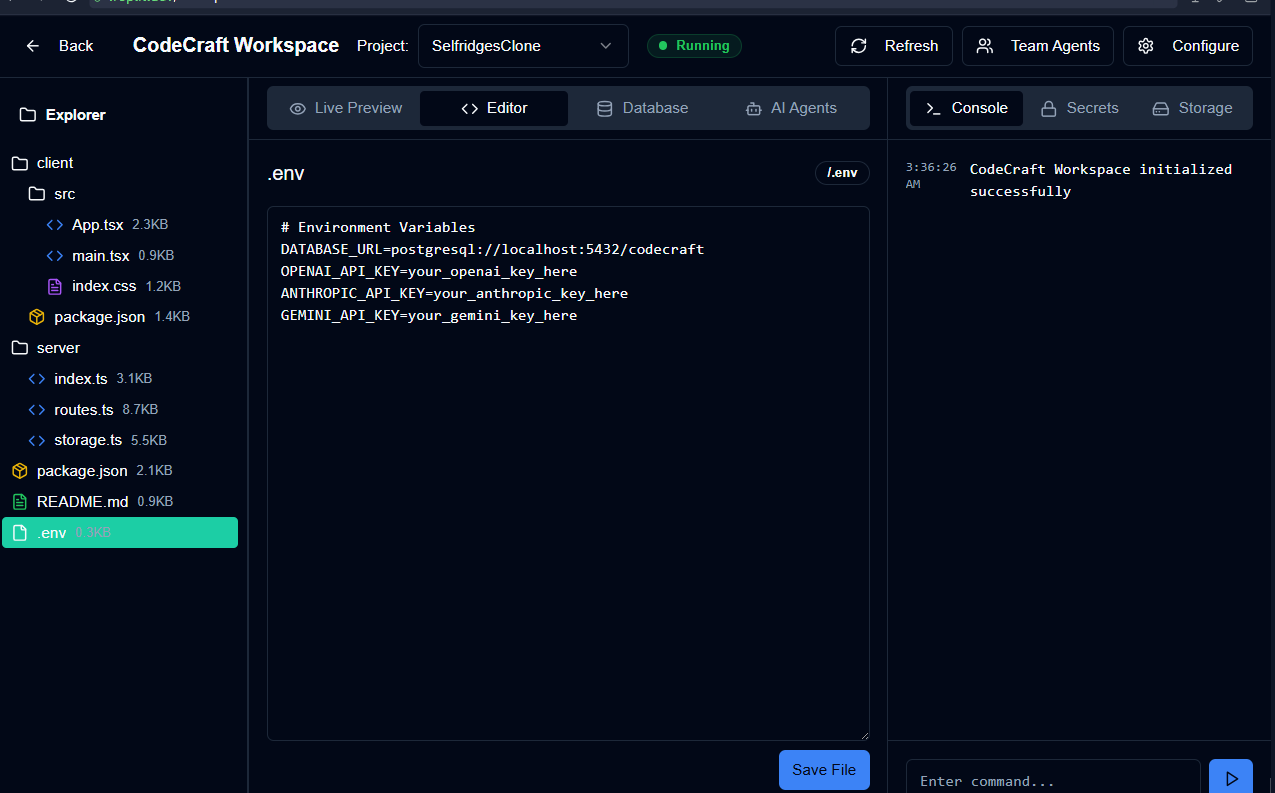 Back
CodeCraft Workspace
Project:
SelfridgesClone
Running
Refresh
Team Agents
Configure
Explorer
client
src
App.tsx 2.3KB
main.tsx 0.9KB
index.css 1.2KB
package.json 1.4KB
server
index.ts 3.1KB
routes.ts 8.7KB
storage.ts 5.5KB
package.json 2.1KB
README.md 0.9KB
.env 0.3KB
Live Preview
Editor
Database
AI Agents
.env
/.env
# Environment Variables
DATABASE_URL=postgresql://localhost:5432/codecraft
OPENAI_API_KEY=your_openai_key_here
ANTHROPIC_API_KEY=your_anthropic_key_here
GEMINI_API_KEY=your_gemini_key_here
Save File
Console
Secrets
Storage
3:36:26 AM
CodeCraft Workspace initialized
successfully
Enter command...